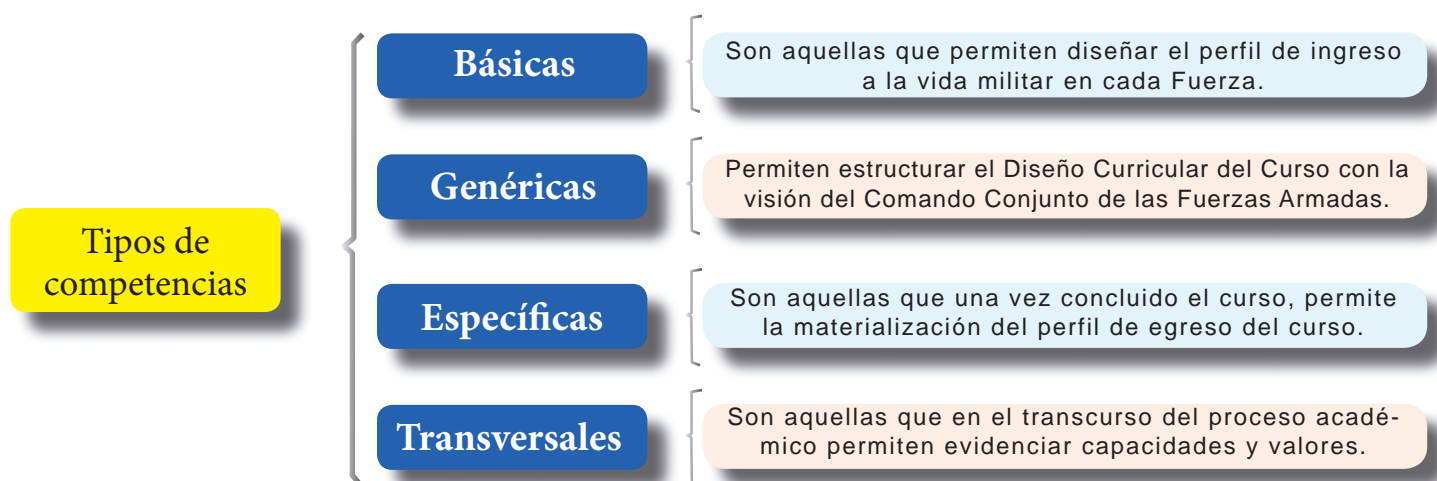 Tipos de
competencias
Básicas
Son aquellas que permiten diseñar el perfil de ingreso
a la vida militar en cada Fuerza.
Genéricas
Permiten estructurar el Diseño Curricular del Curso con la
visión del Comando Conjunto de las Fuerzas Armadas.
Específicas
Son aquellas que una vez concluido el curso, permite
la materialización del perfil de egreso del curso.
Transversales
Son aquellas que en el transcurso del proceso acadé-
mico permiten evidenciar capacidades y valores.